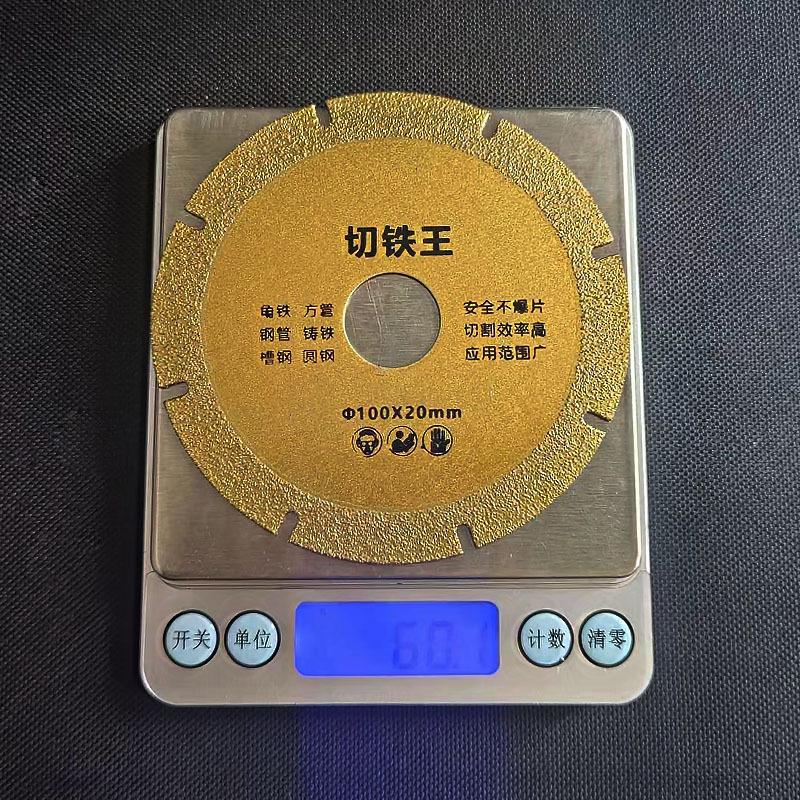 切铁王
角铁 方管
钢管 铸铁
槽钢 圆钢
安全不爆片
切割效率高
应用范围广
Φ100X20mm
60.1
开关
单位
计数
清零